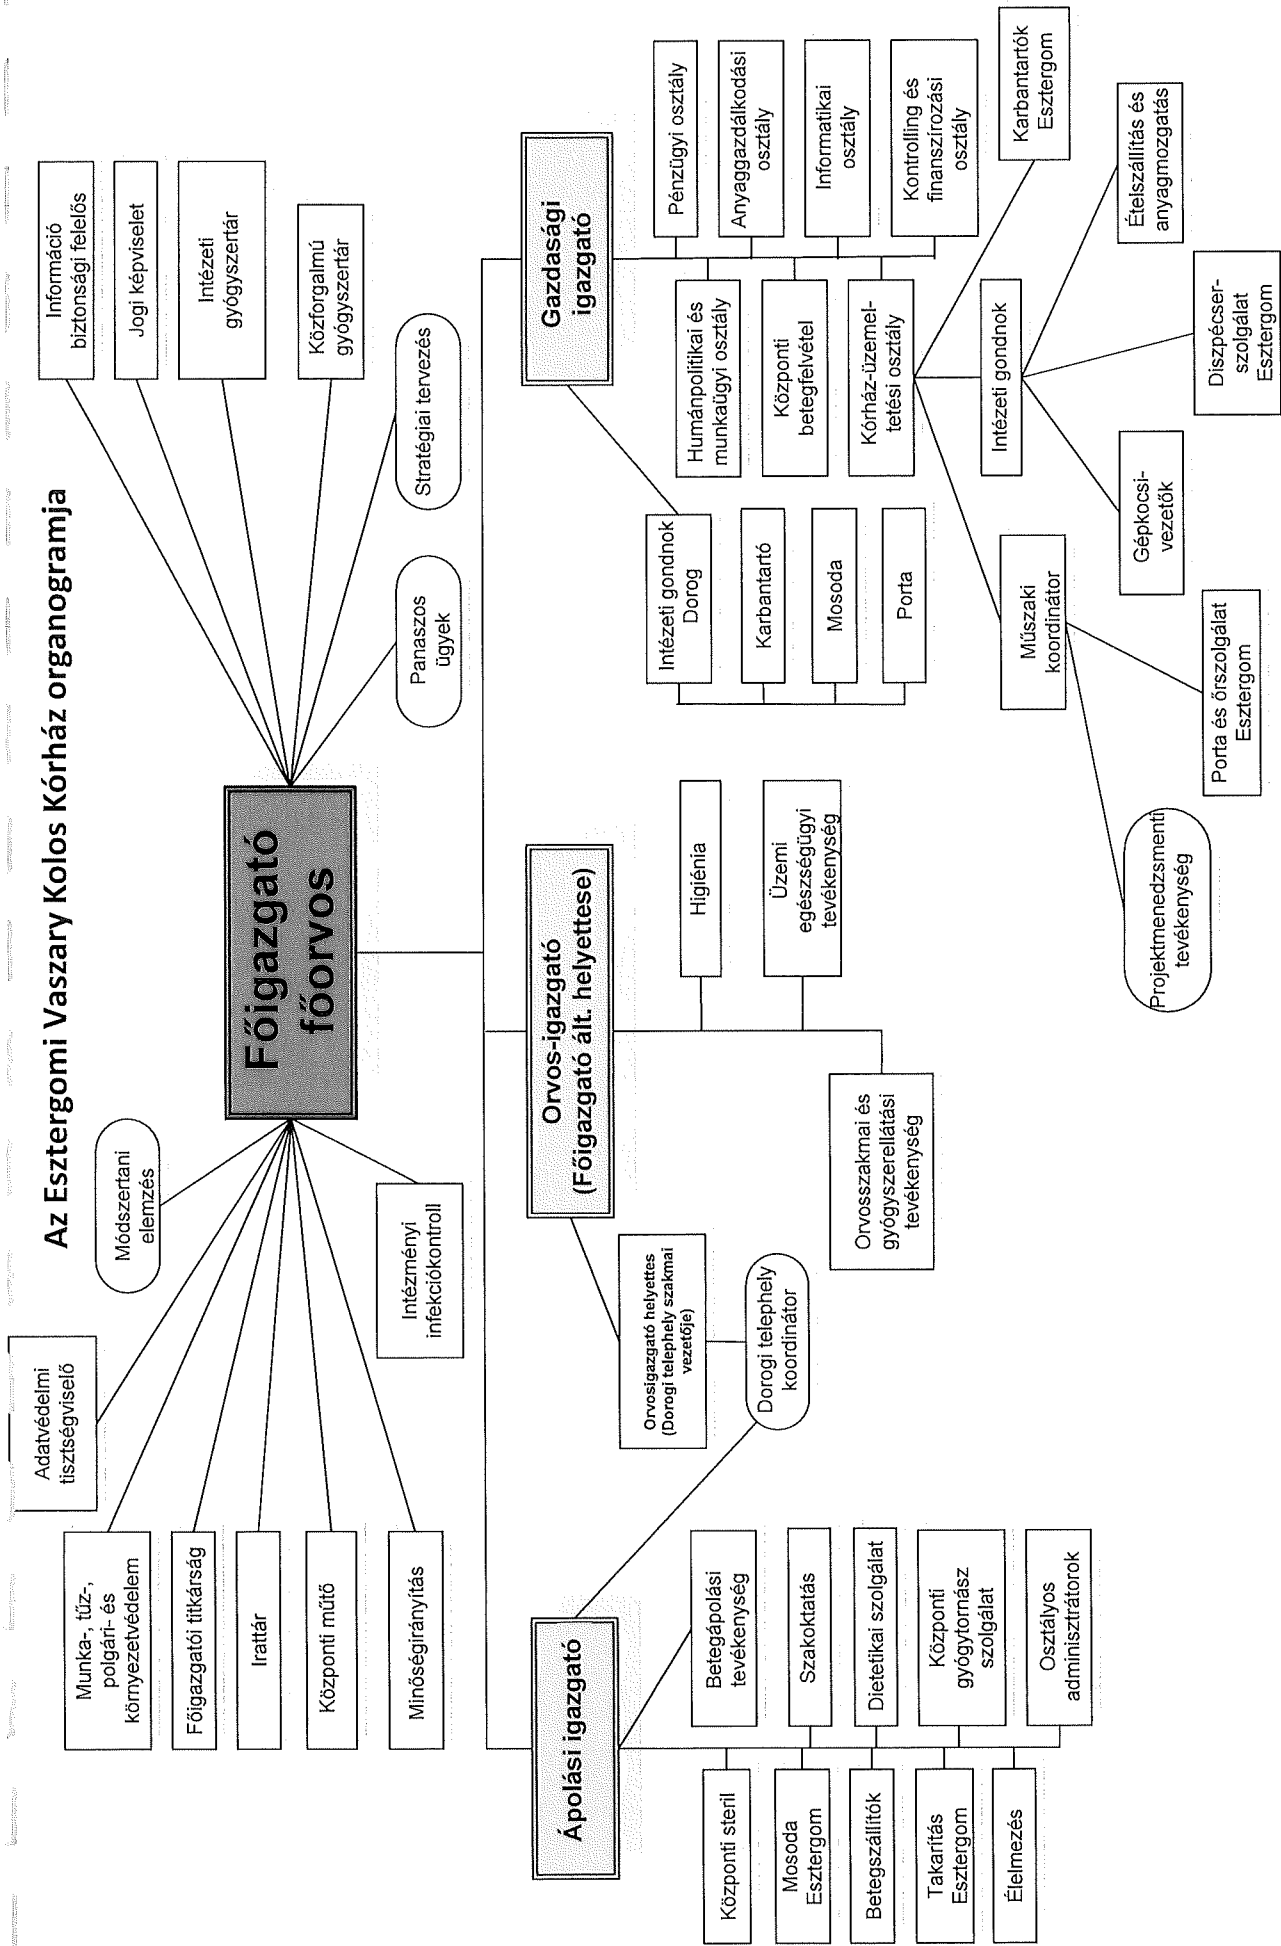 Az Esztergomi Vaszary Kolos Kórház organogramja
Főigazgató
főorvos
Módszertani
elemzés
Adatvédelmi
tisztségviselő
Munka-, tűz-,
polgári- és
környezetvédelem
Főigazgatói titkárság
Irattár
Központi műtő
Minőségirányítás
Intézményi
infekciókontroll
Információ
biztonsági felelős
Jogi képviselet
Intézeti
gyógyszertár
Közforgalmú
gyógyszertár
Stratégiai tervezés
Panaszos
ügyek
Ápolási igazgató
Központi steril
Mosoda
Esztergom
Betegszállítók
Takarítás
Esztergom
Élelmezés
Betegápolási
tevékenység
Szakoktatás
Dietetikai szolgálat
Központi
gyógytornász
szolgálat
Osztályos
adminisztrátorok
Orvos-igazgató
(Főigazgató ált. helyettese)
Orvosigazgató helyettes
(Dorogi telephely szakmai
vezetője)
Dorogi telephely
koordinátor
Higiénia
Üzemi
egészségügyi
tevékenység
Orvosszakmai és
gyógyszerellátási
tevékenység
Gazdasági
igazgató
Intézeti gondnok
Dorog
Karbantartó
Mosoda
Porta
Humánpolitikai és
munkaügyi osztály
Központi
betegfelvétel
Kórház-üzemel-
tetési osztály
Pénzügyi osztály
Anyaggazdálkodási
osztály
Informatikai
osztály
Kontrolling és
finanszírozási
osztály
Műszaki
koordinátor
Intézeti gondnok
Karbantartók
Esztergom
Projektmenedzsmenti
tevékenység
Porta és őrszolgálat
Esztergom
Gépkocsi-
vezetők
Diszpécser-
szolgálat
Esztergom
Ételszállítás és
anyagmozgatás